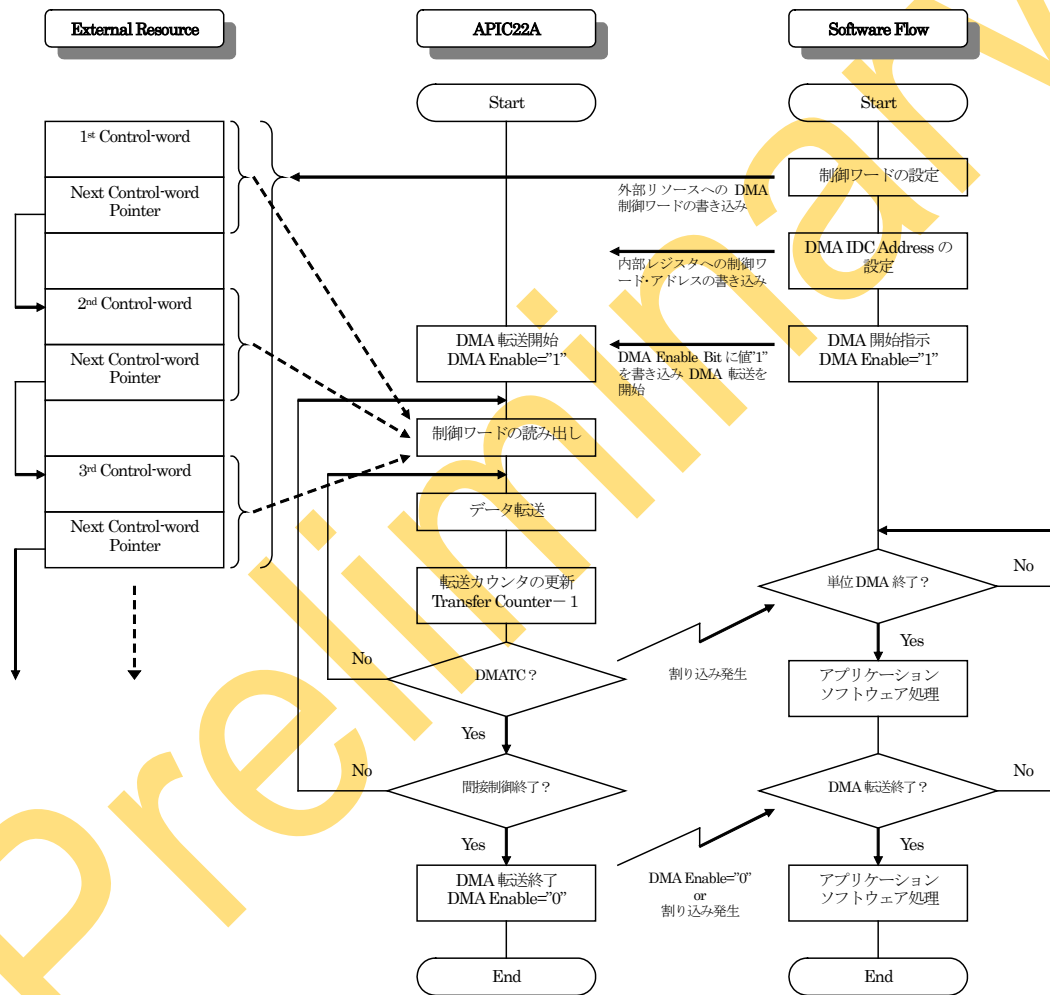 External Resource
APIC22A
Software Flow
Start
Start
1st Control-word
Next Control-word
Pointer
2nd Control-word
Next Control-word
Pointer
3rd Control-word
Next Control-word
Pointer
制御ワードの設定
外部リソースへの DMA
制御ワードの書き込み
DMA IDC Address の
設定
内部レジスタへの制御ワ
ード・アドレスの書き込み
DMA 転送開始
DMA Enable="1"
DMA Enable Bit に値"1"
を書き込み DMA 転送を
開始
DMA 開始指示
DMA Enable="1"
制御ワードの読み出し
データ転送
転送カウンタの更新
Transfer Counter－1
単位 DMA 終了？
No
Yes
DMATC？
No
Yes
割り込み発生
アプリケーション
ソフトウェア処理
間接制御終了？
No
Yes
DMA 転送終了？
No
Yes
DMA 転送終了
DMA Enable="0"
DMA Enable="0"
or
割り込み発生
アプリケーション
ソフトウェア処理
End
End
Preliminary